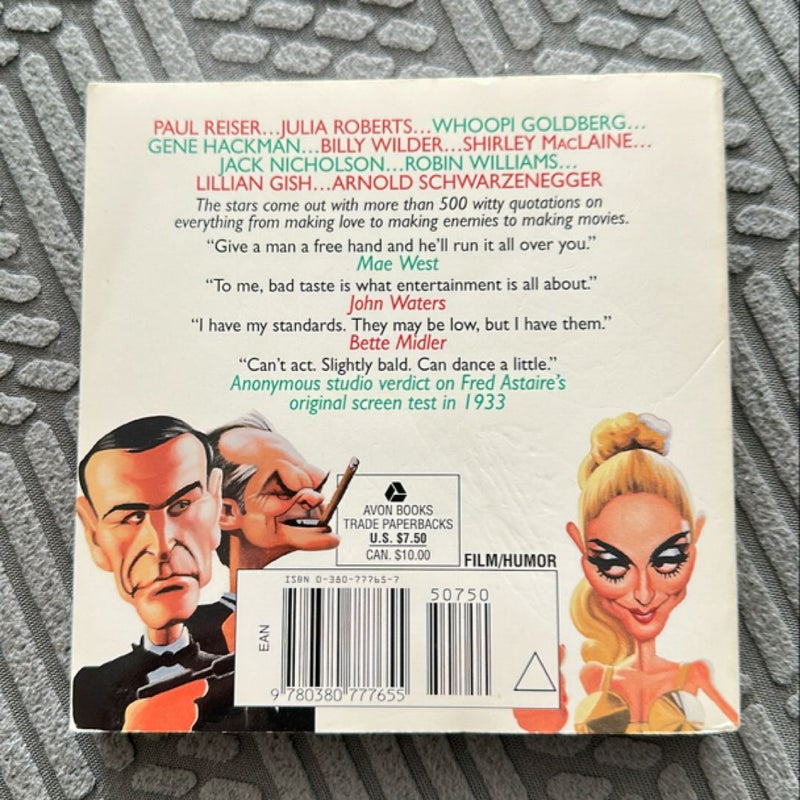 PAUL REISER...JULIA ROBERTS...WHOOPI GOLDBERG...
GENE HACKMAN...BILLY WILDER...SHIRLEY MACLAINE...
JACK NICHOLSON...ROBIN WILLIAMS...
LILLIAN GISH...ARNOLD SCHWARZENEGGER
The stars come out with more than 500 witty quotations on
everything from making love to making enemies to making movies.
“Give a man a free hand and he’ll run it all over you.”
Mae West
“To me, bad taste is what entertainment is all about.”
John Waters
“I have my standards. They may be low, but I have them.”
Bette Midler
“Can’t act. Slightly bald. Can dance a little.”
Anonymous studio verdict on Fred Astaire’s
original screen test in 1933
AVON BOOKS
TRADE PAPERBACKS
U.S. $7.50
CAN. $10.00
FILM/HUMOR
ISBN 0-380-77765-7
50750
EAN
9 780380 777655